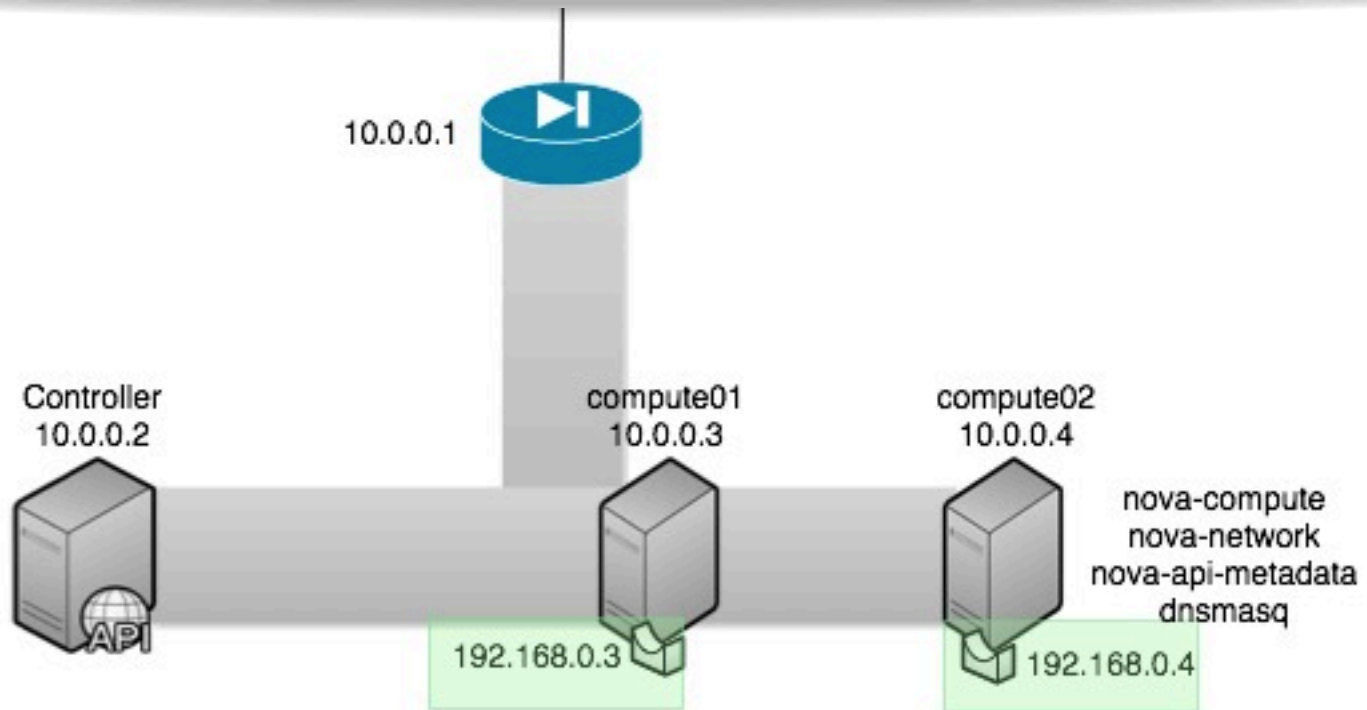 10.0.0.1
Controller
10.0.0.2
compute01
10.0.0.3
compute02
10.0.0.4
nova-compute
nova-network
nova-api-metadata
dnsmasq
API
192.168.0.3
192.168.0.4